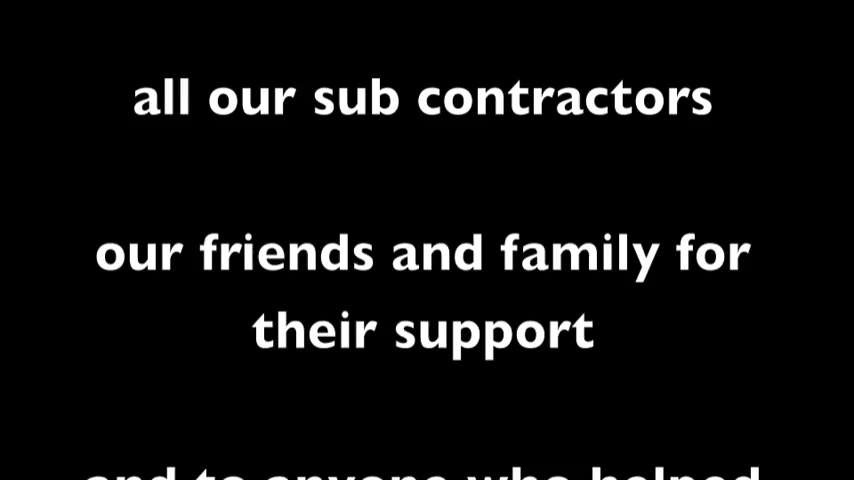 all our sub contractors
our friends and family for
their support
and to anyone who helped